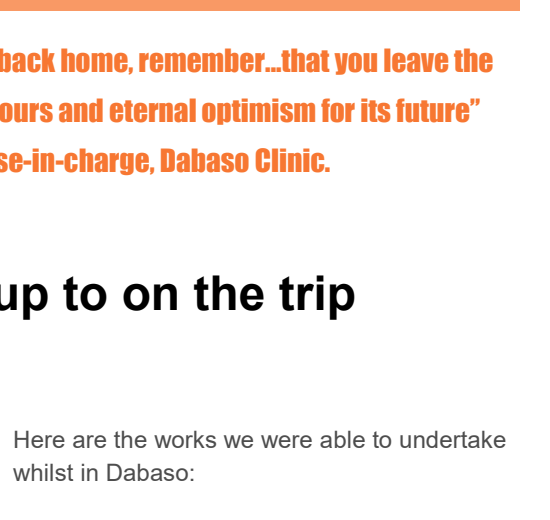 back home, remember...that you leave the
ours and eternal optimism for its future”
se-in-charge, Dabaso Clinic.
up to on the trip
Here are the works we were able to undertake
whilst in Dabaso: